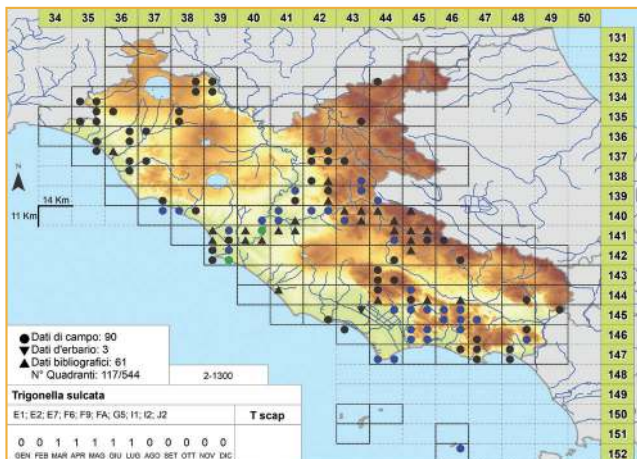 34 35 36 37 38 39 40 41 42 43 44 45 46 47 48 49 50
131
132
133
134
135
136
137
138
139
140
141
142
143
144
145
146
147
148
149
150
151
152
N
14 Km
11 Km
Dati di campo: 90
Dati d'erbario: 3
Dati bibliografici: 61
N° Quadranti: 117/544
2-1300
Trigonella sulcata
E1; E2; E7; F6; F9; FA; G5; I1; I2; J2
T scap
0 0 1 1 1 1 1 0 0 0 0 0
GEN FEB MAR APR MAG GIU LUG AGO SET OTT NOV DIC